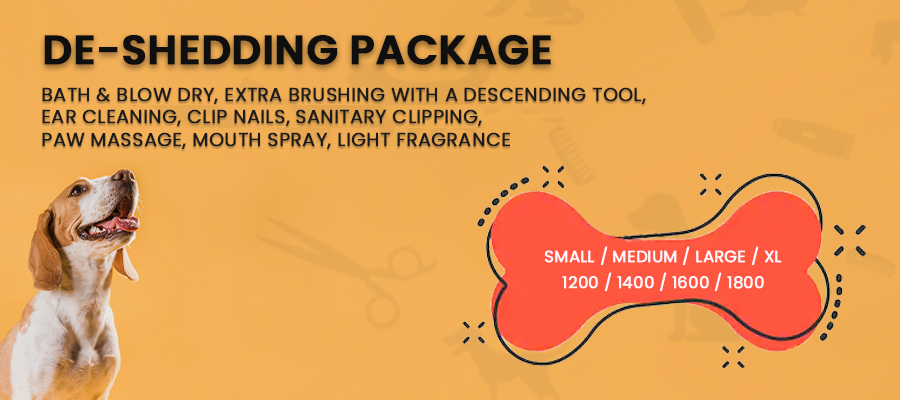 DE-SHEDDING PACKAGE
BATH & BLOW DRY, EXTRA BRUSHING WITH A DESCENDING TOOL,
EAR CLEANING, CLIP NAILS, SANITARY CLIPPING,
PAW MASSAGE, MOUTH SPRAY, LIGHT FRAGRANCE
SMALL / MEDIUM / LARGE / XL
1200 / 1400 / 1600 / 1800